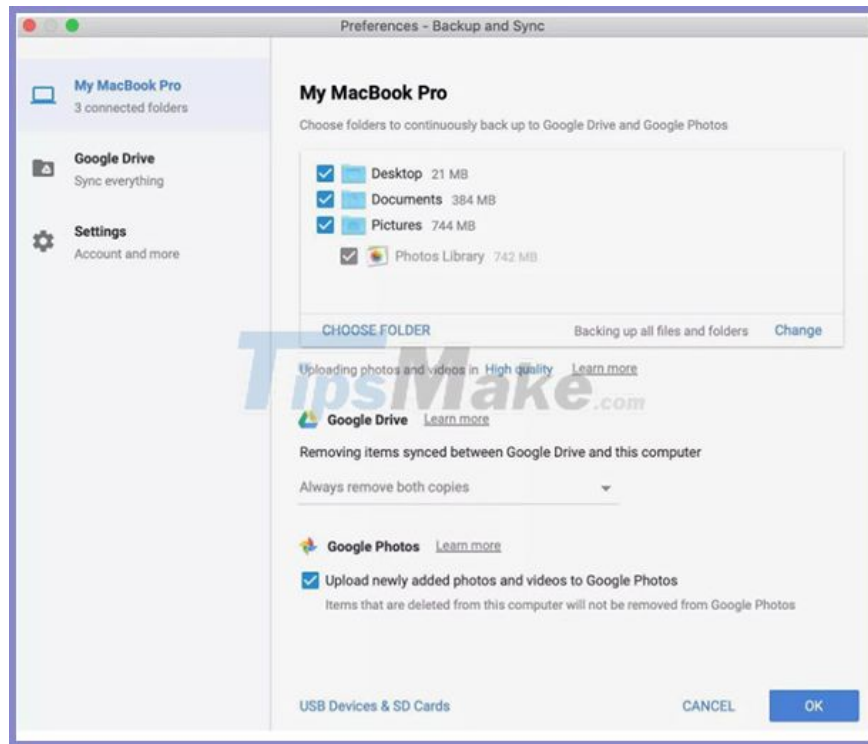 Preferences - Backup and Sync
My MacBook Pro
3 connected folders
Google Drive
Sync everything
Settings
Account and more
My MacBook Pro
Choose folders to continuously back up to Google Drive and Google Photos
Desktop 21 MB
Documents 384 MB
Pictures 744 MB
Photos Library 742 MB
CHOOSE FOLDER Backing up all files and folders Change
Uploading photos and videos in High quality Learn more
TipsMake.com
Google Drive Learn more
Removing items synced between Google Drive and this computer
Always remove both copies
Google Photos Learn more
Upload newly added photos and videos to Google Photos
Items that are deleted from this computer will not be removed from Google Photos
USB Devices & SD Cards CANCEL OK